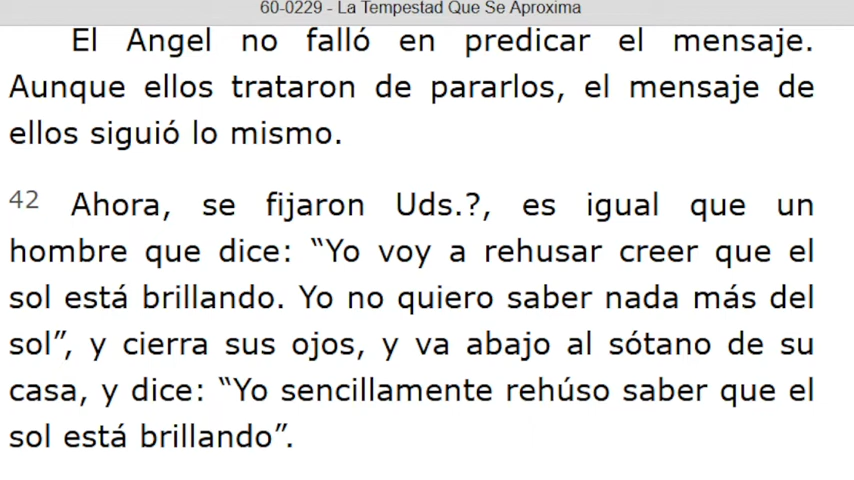 60-0229 - La Tempestad Que Se Aproxima
El Angel no falló en predicar el mensaje.
Aunque ellos trataron de pararlos, el mensaje de
ellos siguió lo mismo.
42 Ahora, se fijaron Uds.?, es igual que un
hombre que dice: “Yo voy a rehusar creer que el
sol está brillando. Yo no quiero saber nada más del
sol”, y cierra sus ojos, y va abajo al sótano de su
casa, y dice: “Yo sencillamente rehúso saber que el
sol está brillando”.